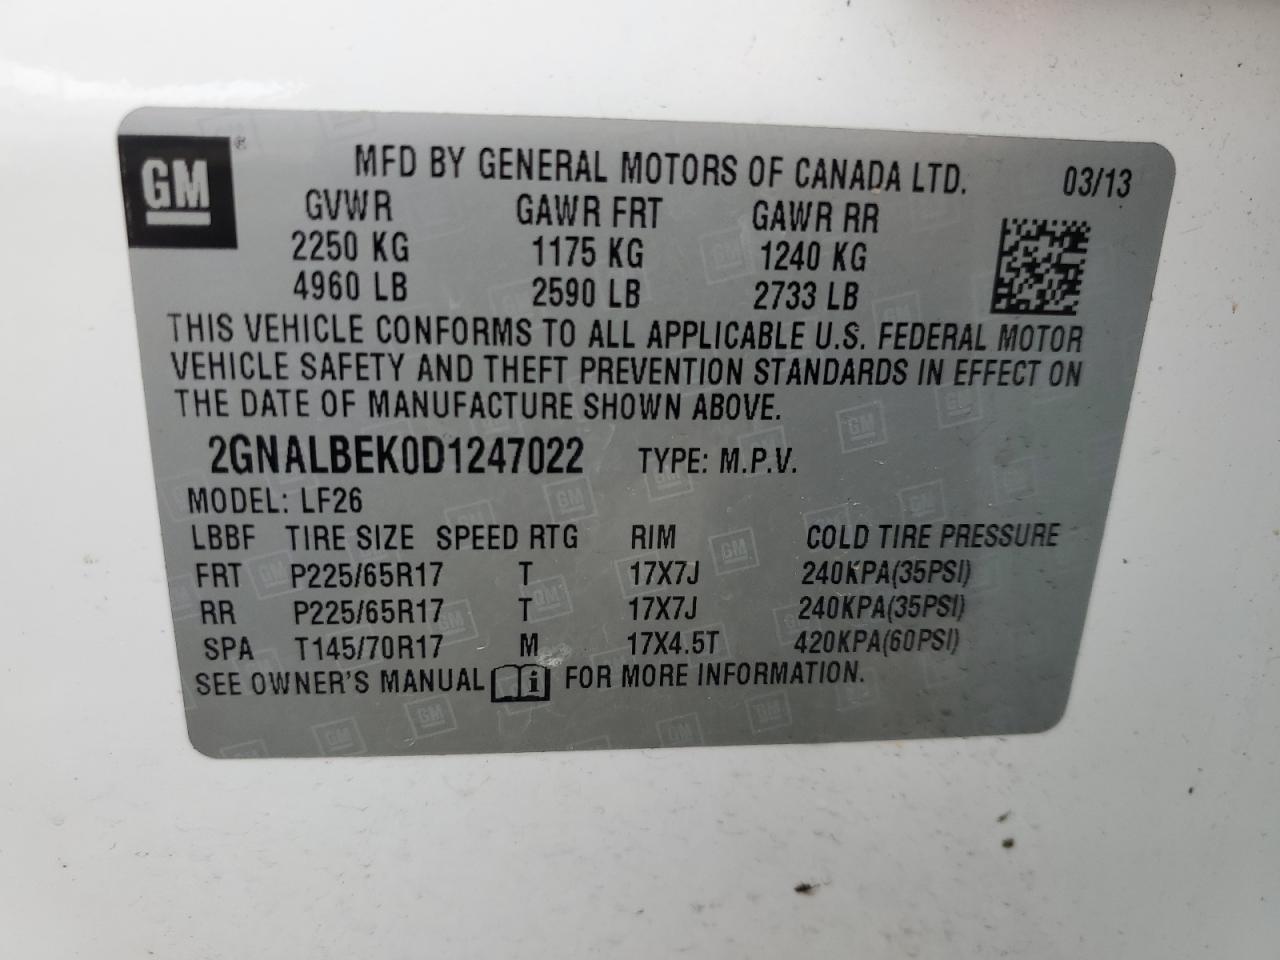 GM® MFD BY GENERAL MOTORS OF CANADA LTD. 03/13
GVWR GAWR FRT GAWR RR
2250 KG 1175 KG 1240 KG
4960 LB 2590 LB 2733 LB
THIS VEHICLE CONFORMS TO ALL APPLICABLE U.S. FEDERAL MOTOR
VEHICLE SAFETY AND THEFT PREVENTION STANDARDS IN EFFECT ON
THE DATE OF MANUFACTURE SHOWN ABOVE.
2GNALBEK0D1247022 TYPE: M.P.V.
MODEL: LF26
LBBF TIRE SIZE SPEED RTG RIM COLD TIRE PRESSURE
FRT P225/65R17 T 17X7J 240KPA(35PSI)
RR P225/65R17 T 17X7J 240KPA(35PSI)
SPA T145/70R17 M 17X4.5T 420KPA(60PSI)
SEE OWNER'S MANUAL i FOR MORE INFORMATION.